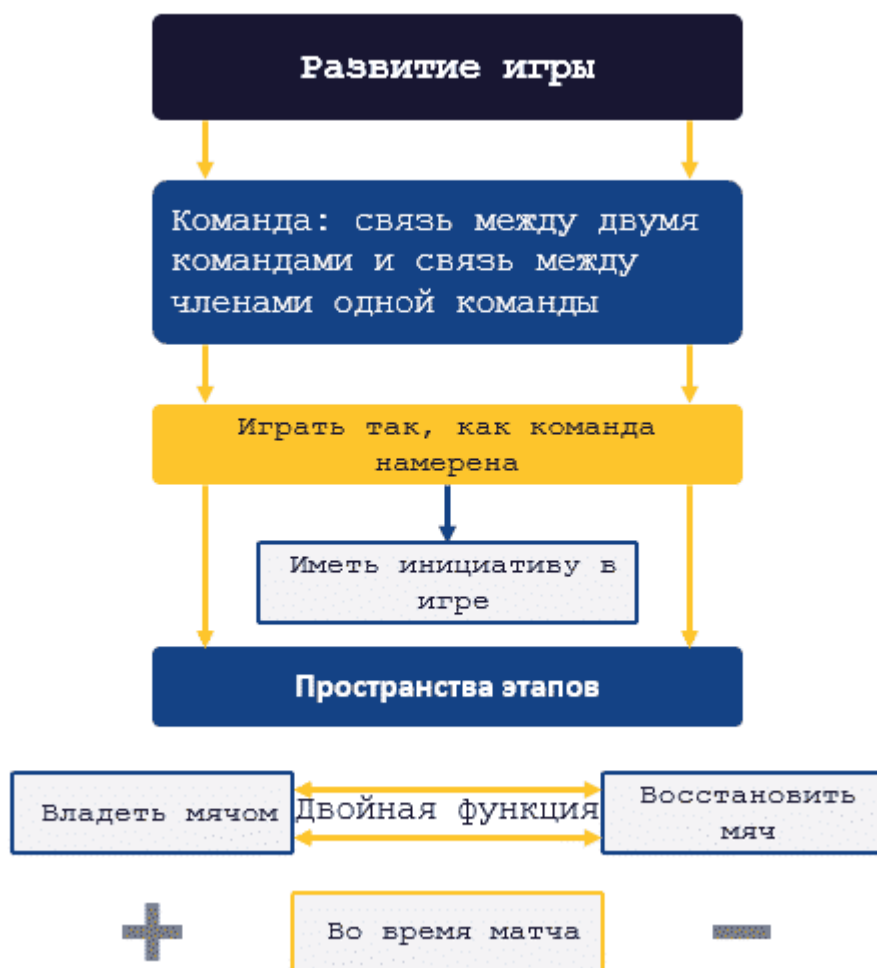 Развитие игры
Команда: связь между двумя
командами и связь между
членами одной команды
Играть так, как команда
намерена
Иметь инициативу в
игре
Пространства этапов
Владеть мячом
Двойная функция
Восстановить
мяч
+
Во время матча
−